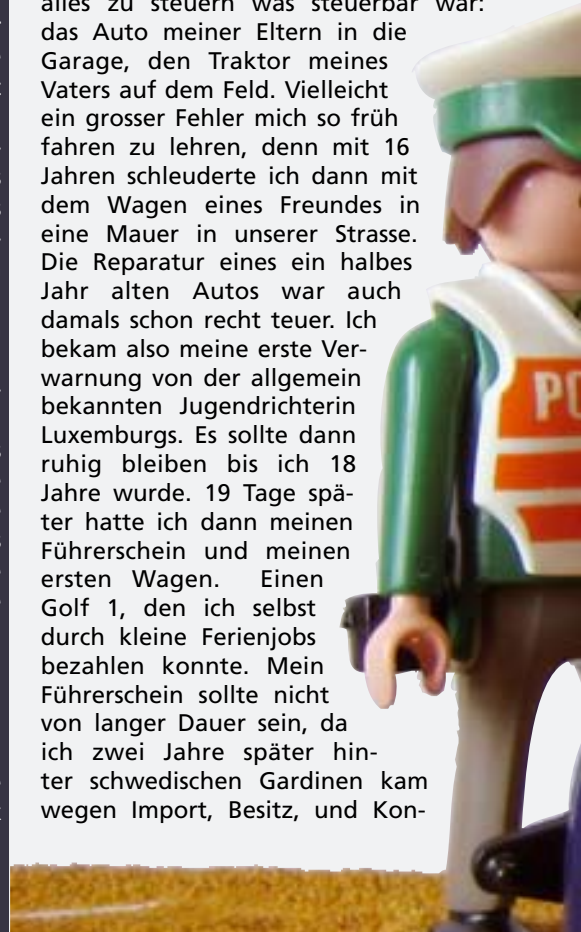 alles zu steuern was steuerbar war:
das Auto meiner Eltern in die
Garage, den Traktor meines
Vaters auf dem Feld. Vielleicht
ein grosser Fehler mich so früh
fahren zu lehren, denn mit 16
Jahren schleuderte ich dann mit
dem Wagen eines Freundes in
eine Mauer in unserer Strasse.
Die Reparatur eines ein halbes
Jahr alten Autos war auch
damals schon recht teuer. Ich
bekam also meine erste Ver-
warnung von der allgemein
bekannten Jugendrichterin
Luxemburgs. Es sollte dann
ruhig bleiben bis ich 18
Jahre wurde. 19 Tage spä-
ter hatte ich dann meinen
Führerschein und meinen
ersten Wagen. Einen
Golf 1, den ich selbst
durch kleine Ferienjobs
bezahlen konnte. Mein
Führerschein sollte nicht
von langer Dauer sein, da
ich zwei Jahre später hin-
ter schwedischen Gardinen kam
wegen Import, Besitz, und Kon-
PO